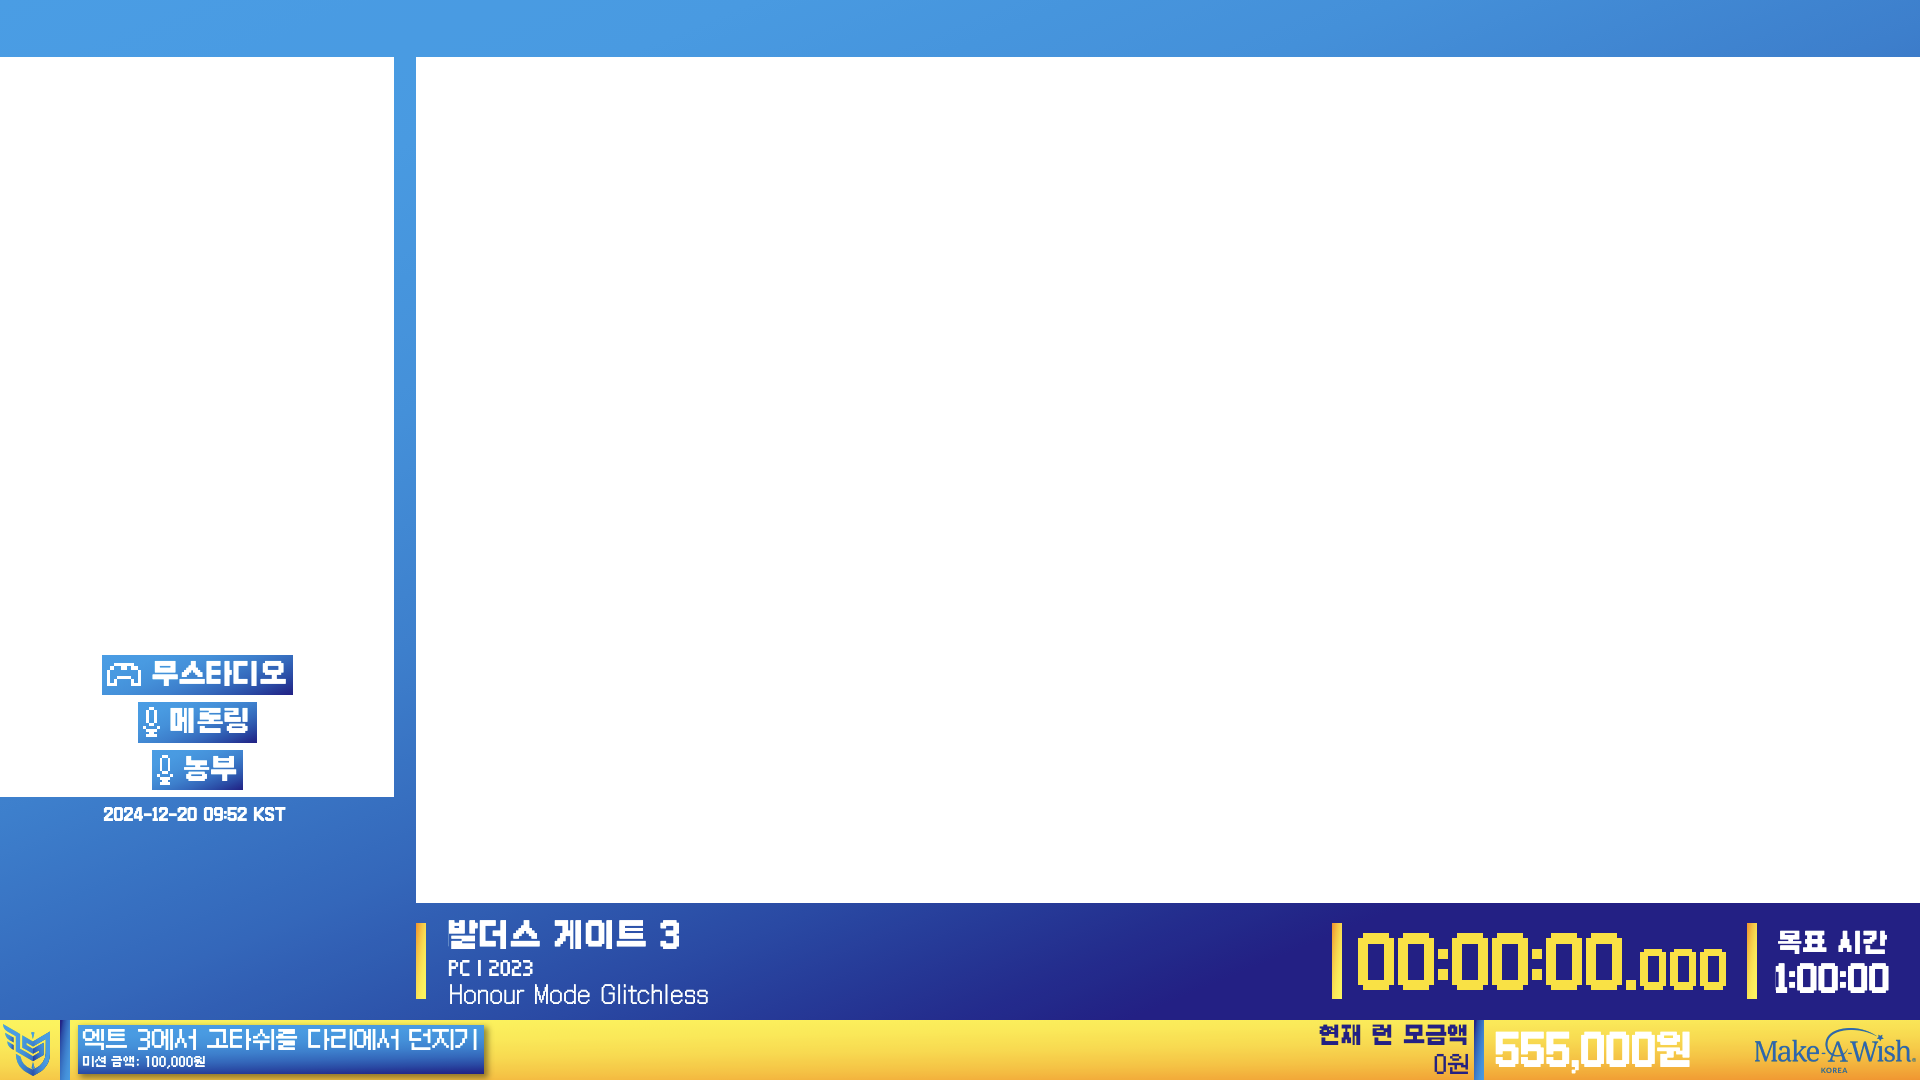 무스타디오
메론링
농부
2024-12-20 09:52 KST
발더스 게이트 3
PC | 2023
Honour Mode Glitchless
00:00:00.000
목표 시간
1:00:00
엑트 3에서 고타쉬를 다리에서 던지기
미션 금액: 100,000원
현재 런 모금액
0원
555,000원
Make-A-Wish®
KOREA